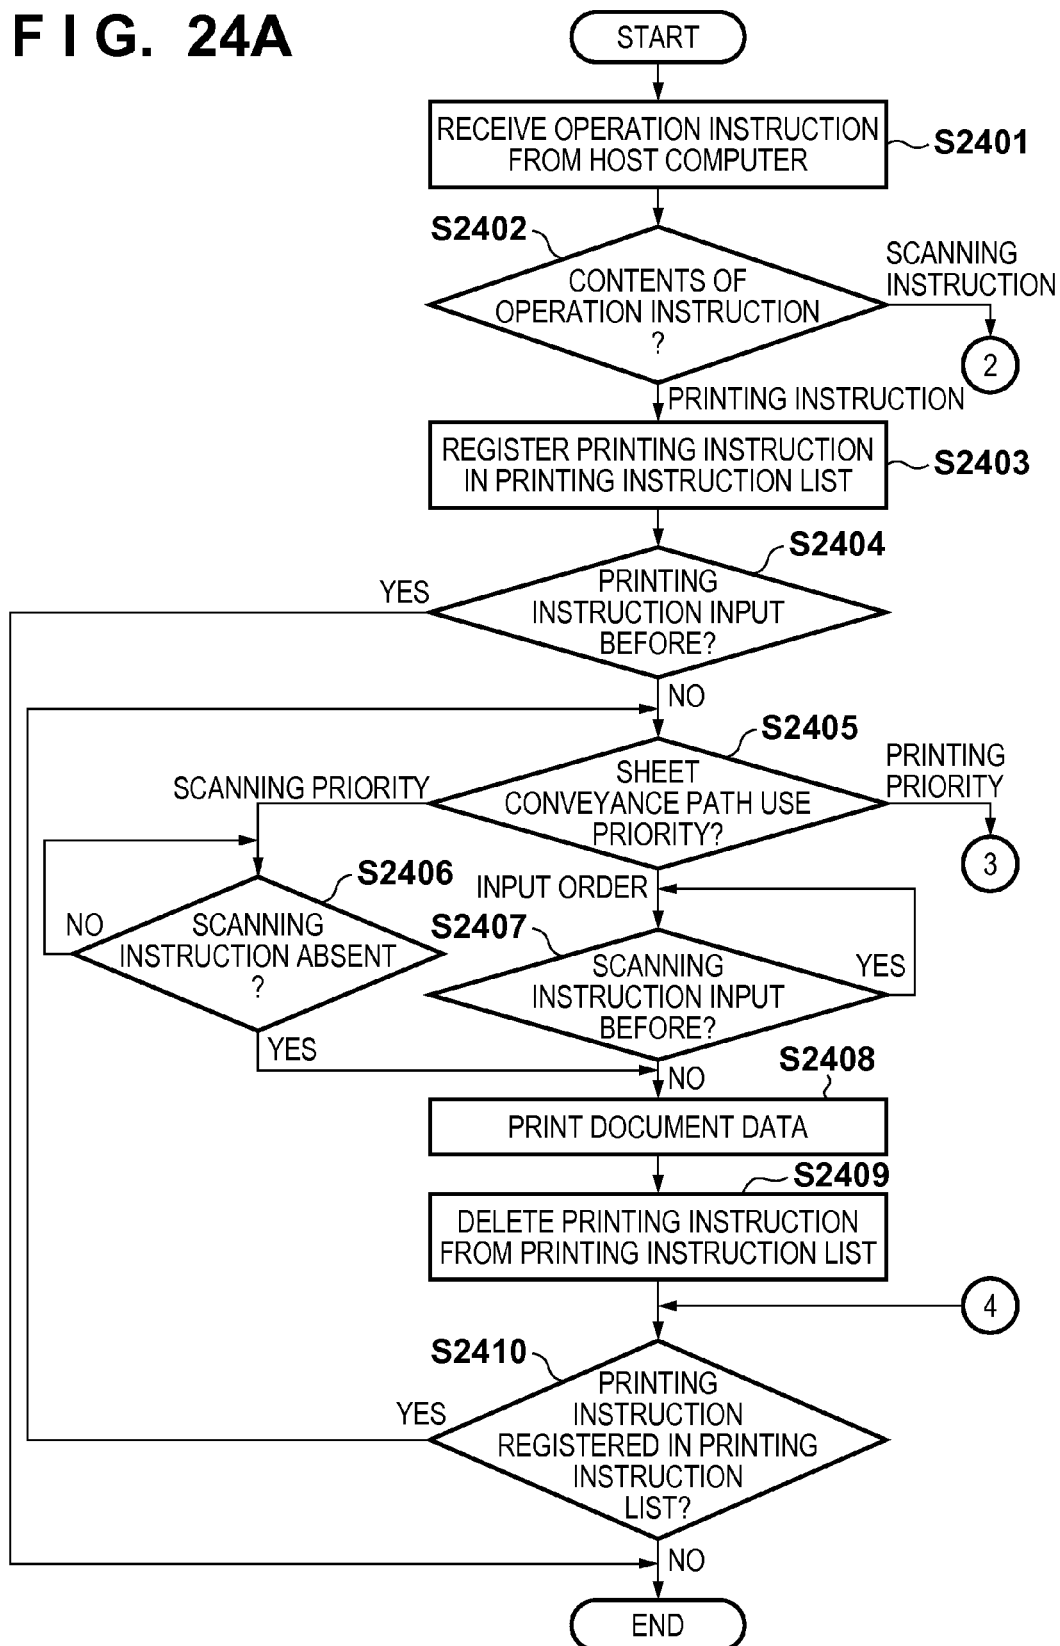 FIG. 24A
START
RECEIVE OPERATION INSTRUCTION
FROM HOST COMPUTER
S2401
S2402
CONTENTS OF
OPERATION INSTRUCTION
?
SCANNING
INSTRUCTION
2
PRINTING INSTRUCTION
REGISTER PRINTING INSTRUCTION
IN PRINTING INSTRUCTION LIST
S2403
S2404
PRINTING
INSTRUCTION INPUT
BEFORE?
YES
NO
S2405
SHEET
CONVEYANCE PATH USE
PRIORITY?
SCANNING PRIORITY
PRINTING
PRIORITY
3
INPUT ORDER
S2406
SCANNING
INSTRUCTION ABSENT
?
NO
YES
S2407
SCANNING
INSTRUCTION INPUT
BEFORE?
YES
NO
S2408
PRINT DOCUMENT DATA
S2409
DELETE PRINTING INSTRUCTION
FROM PRINTING INSTRUCTION LIST
4
S2410
PRINTING
INSTRUCTION
REGISTERED IN PRINTING
INSTRUCTION
LIST?
YES
NO
END